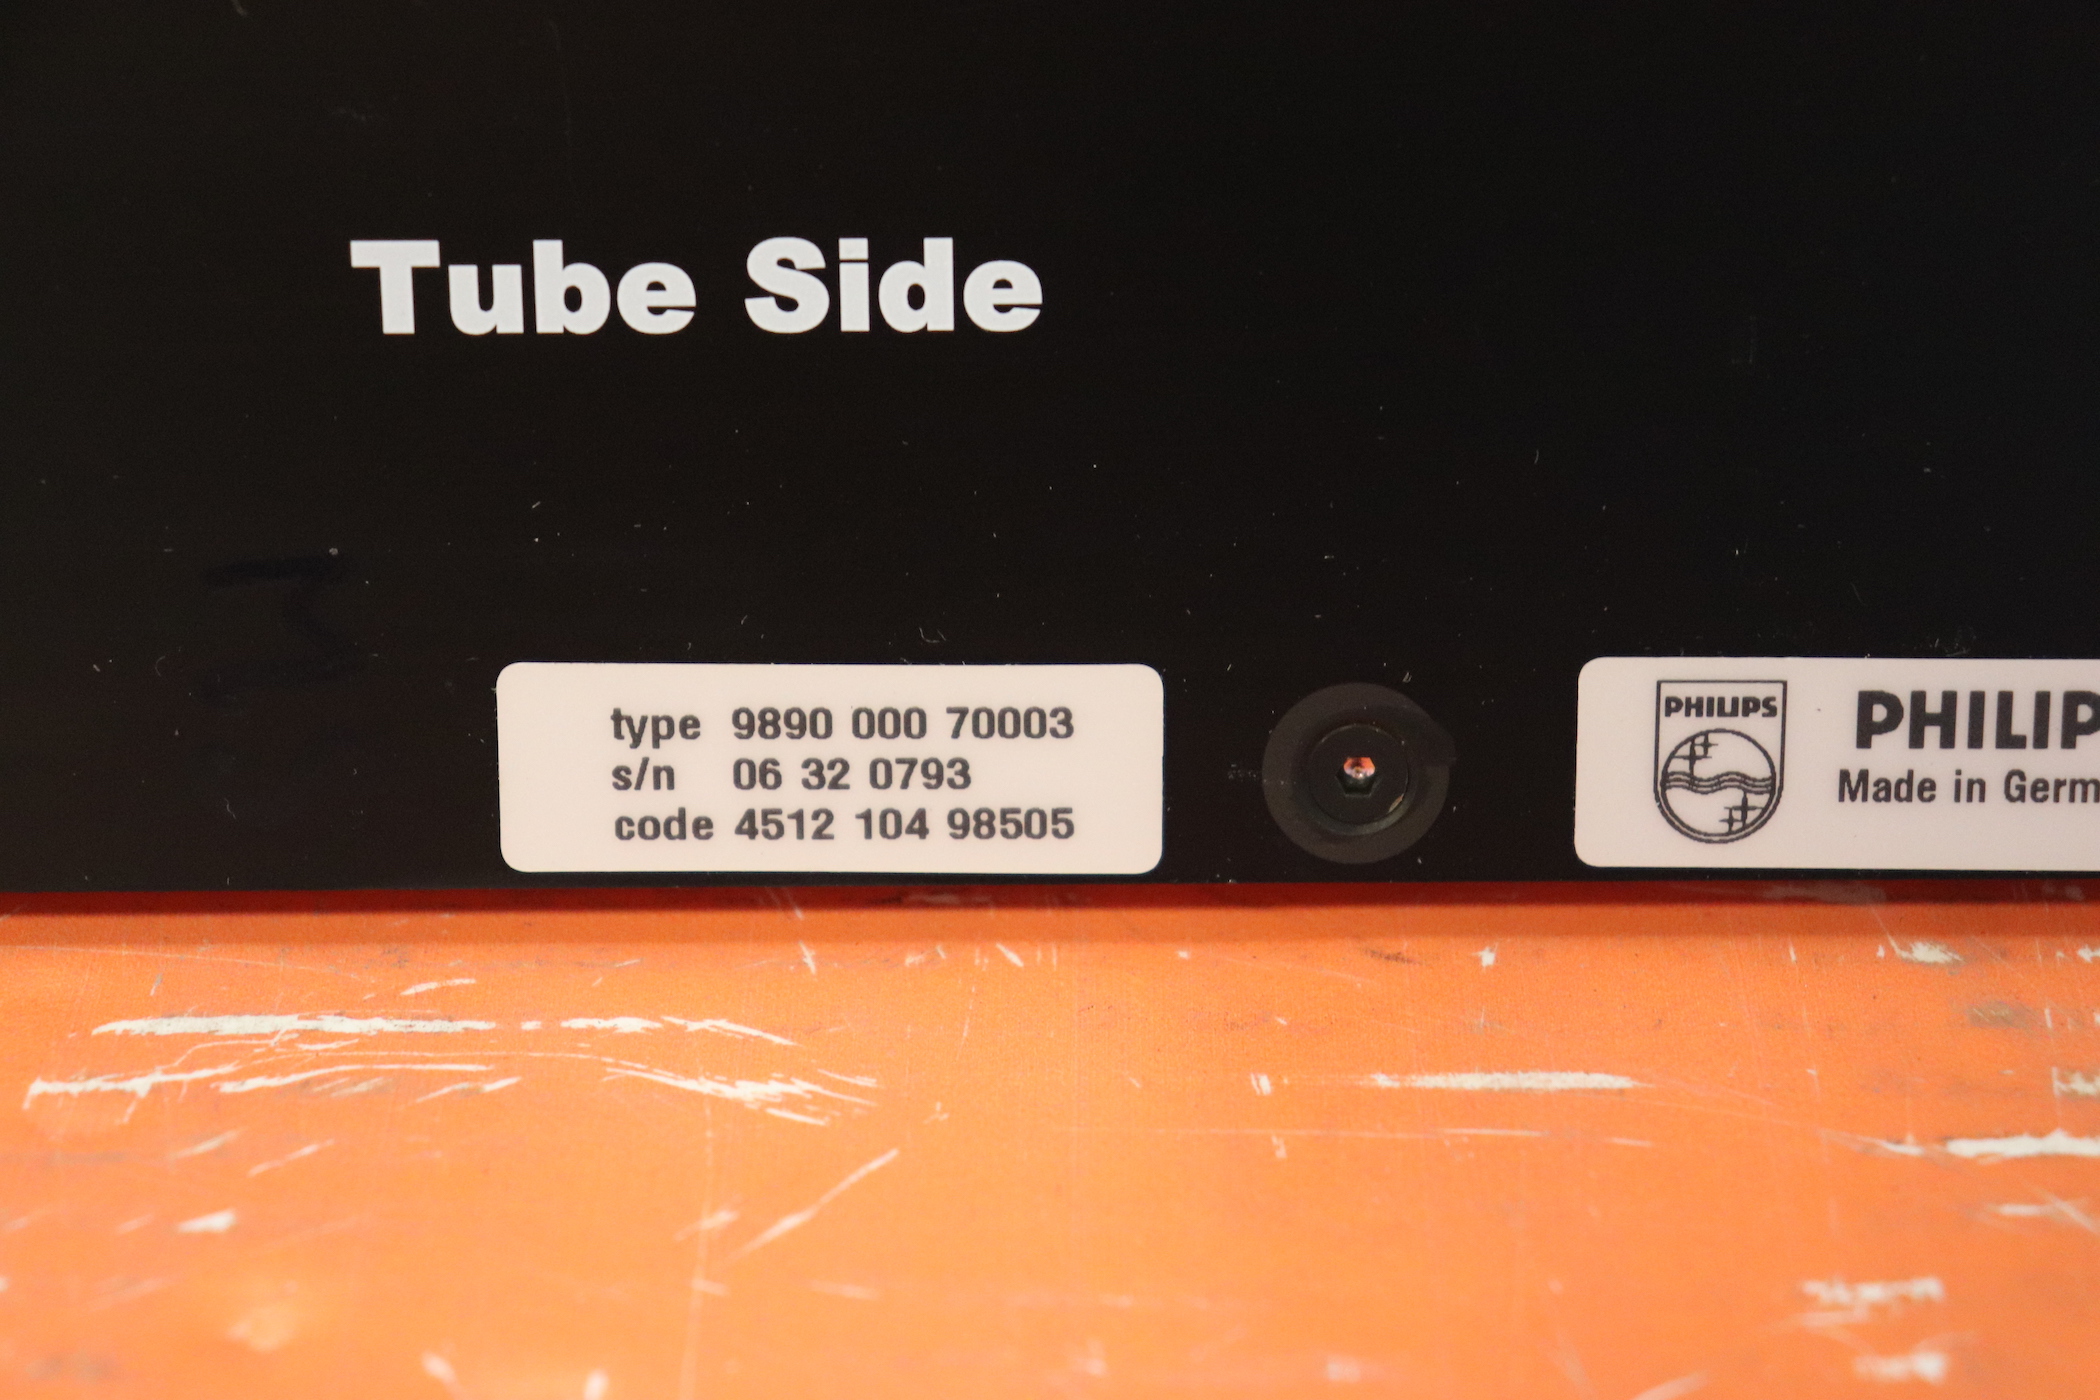 Tube Side
type 9890 000 70003
s/n 06 32 0793
code 4512 104 98505
PHILIPS
PHILIP
Made in Germ